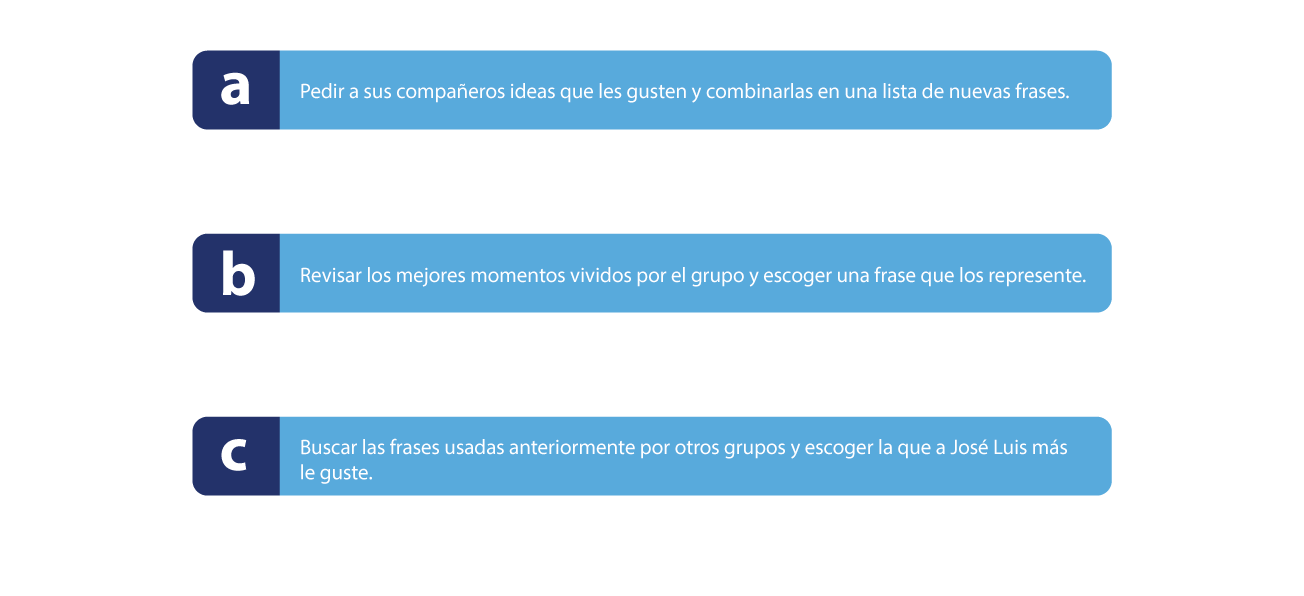 a
Pedir a sus compañeros ideas que les gusten y combinarlas en una lista de nuevas frases.
b
Revisar los mejores momentos vividos por el grupo y escoger una frase que los represente.
c
Buscar las frases usadas anteriormente por otros grupos y escoger la que a José Luis más
le guste.